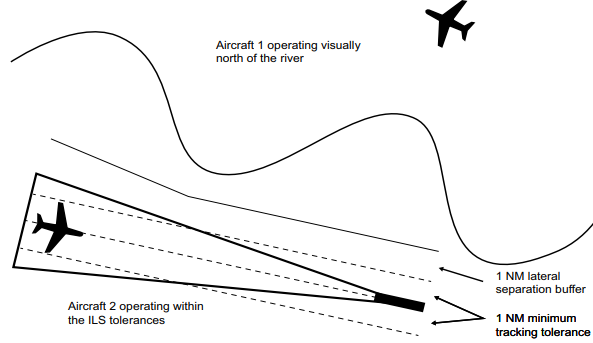 Aircraft 1 operating visually
north of the river
1 NM lateral
separation buffer
Aircraft 2 operating within
the ILS tolerances
1 NM minimum
tracking tolerance